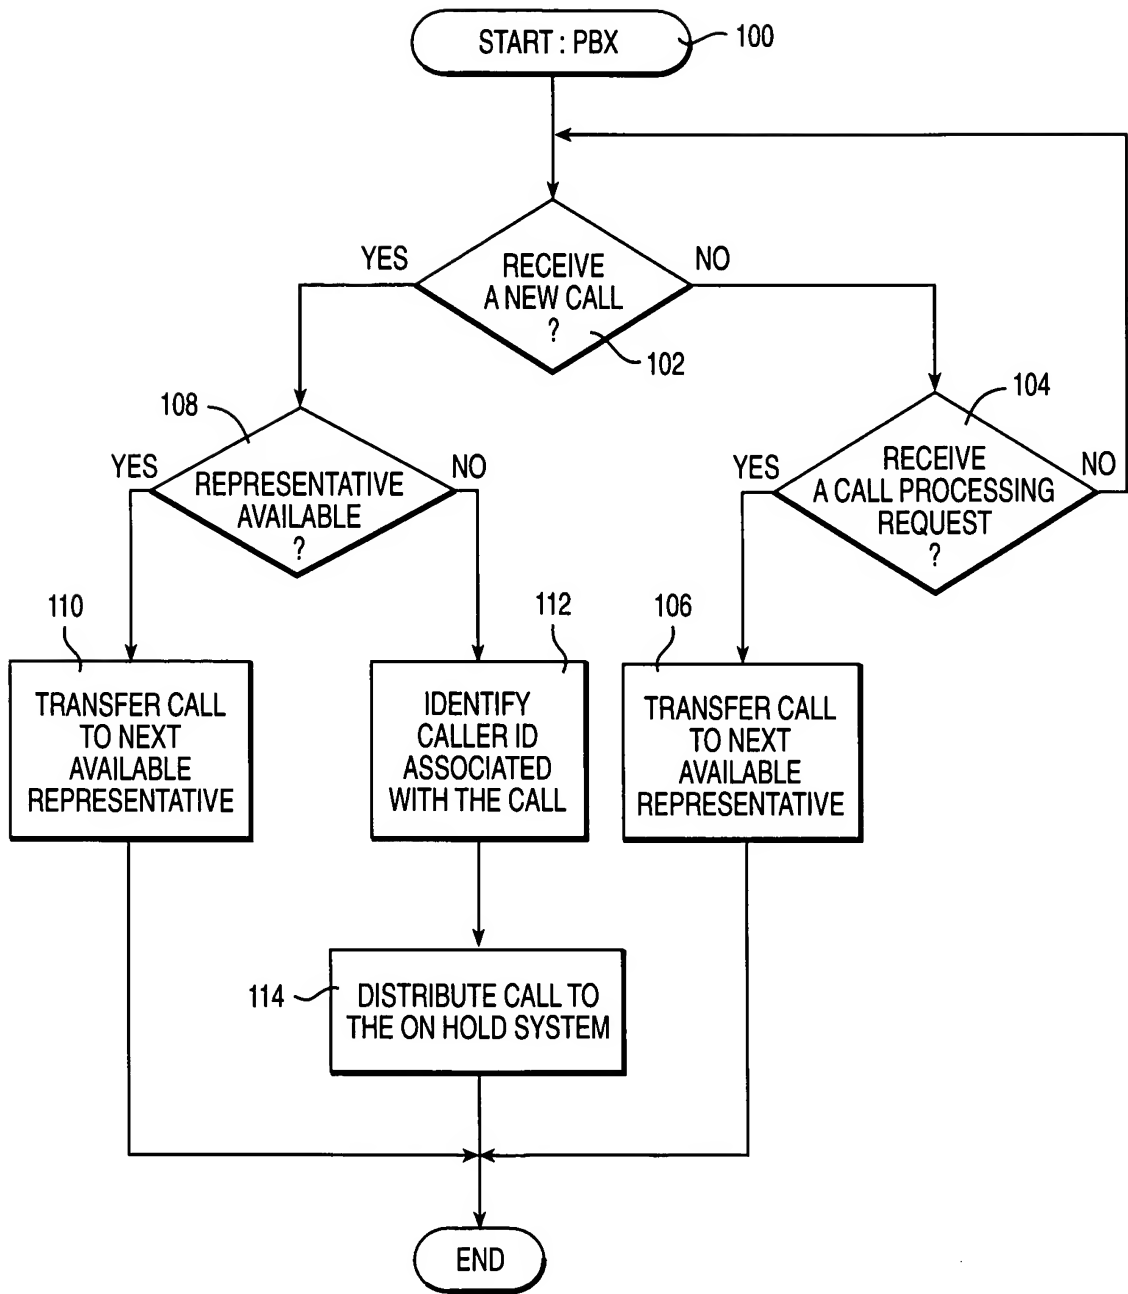 START : PBX
100
YES
RECEIVE
A NEW CALL
?
NO
102
108
104
YES
REPRESENTATIVE
AVAILABLE
?
NO
YES
RECEIVE
A CALL PROCESSING
REQUEST
?
NO
110
112
106
TRANSFER CALL
TO NEXT
AVAILABLE
REPRESENTATIVE
IDENTIFY
CALLER ID
ASSOCIATED
WITH THE CALL
TRANSFER CALL
TO NEXT
AVAILABLE
REPRESENTATIVE
114
DISTRIBUTE CALL TO
THE ON HOLD SYSTEM
END